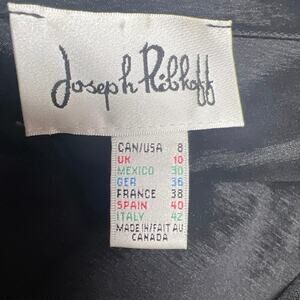 Joseph Ribkoff
CAN/USA 8
UK 10
MEXICO 30
GER 36
FRANCE 38
SPAIN 40
ITALY 42
MADE IN/FAIT AU
CANADA